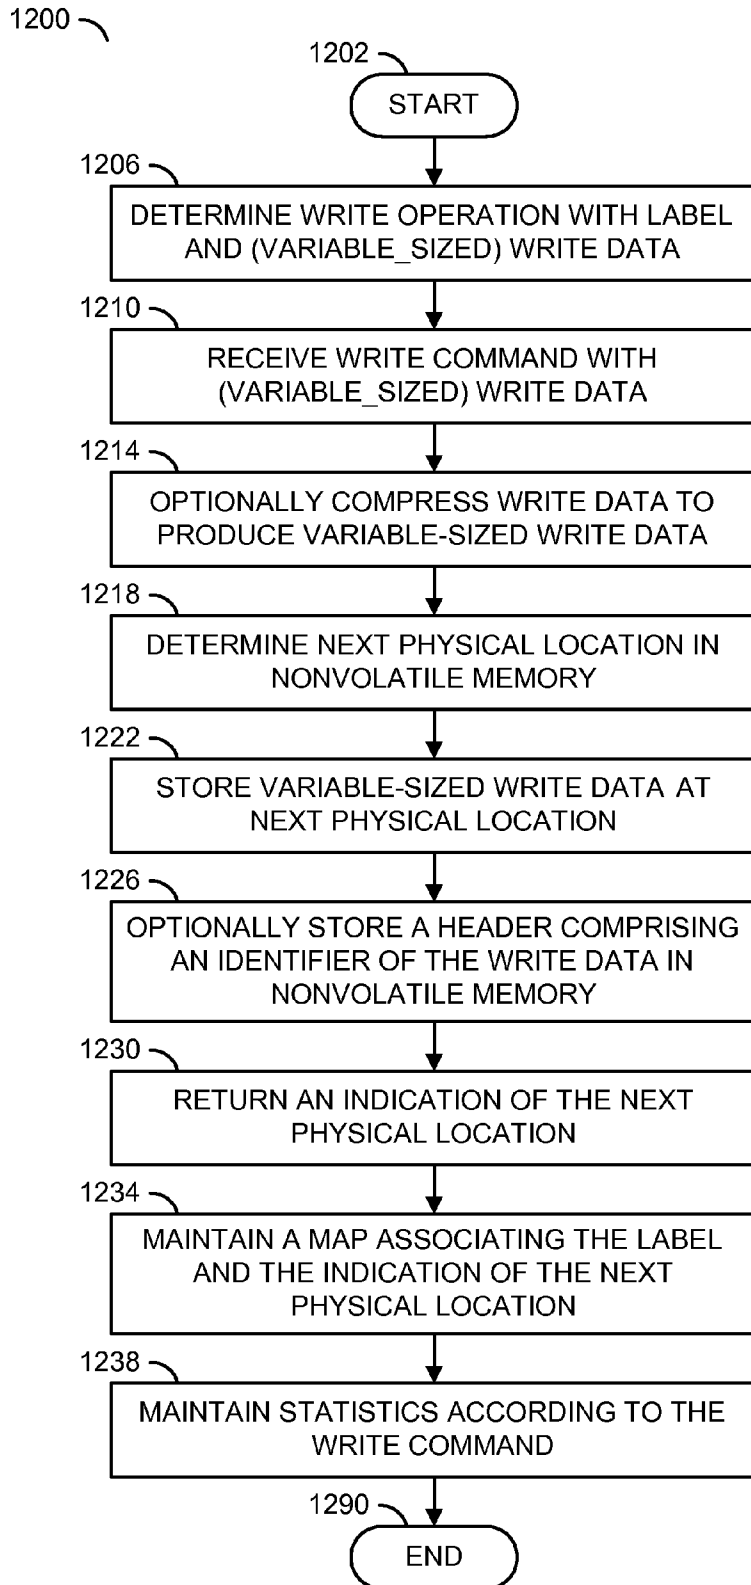 1200
1202
START
1206
DETERMINE WRITE OPERATION WITH LABEL
AND (VARIABLE_SIZED) WRITE DATA
1210
RECEIVE WRITE COMMAND WITH
(VARIABLE_SIZED) WRITE DATA
1214
OPTIONALLY COMPRESS WRITE DATA TO
PRODUCE VARIABLE-SIZED WRITE DATA
1218
DETERMINE NEXT PHYSICAL LOCATION IN
NONVOLATILE MEMORY
1222
STORE VARIABLE-SIZED WRITE DATA AT
NEXT PHYSICAL LOCATION
1226
OPTIONALLY STORE A HEADER COMPRISING
AN IDENTIFIER OF THE WRITE DATA IN
NONVOLATILE MEMORY
1230
RETURN AN INDICATION OF THE NEXT
PHYSICAL LOCATION
1234
MAINTAIN A MAP ASSOCIATING THE LABEL
AND THE INDICATION OF THE NEXT
PHYSICAL LOCATION
1238
MAINTAIN STATISTICS ACCORDING TO THE
WRITE COMMAND
1290
END